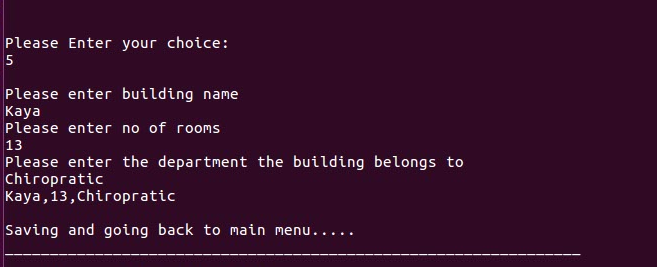 Please Enter your choice:
5
Please enter building name
Kaya
Please enter no of rooms
13
Please enter the department the building belongs to
Chiropratic
Kaya,13,Chiropratic
Saving and going back to main menu.....
________________________________________________________________